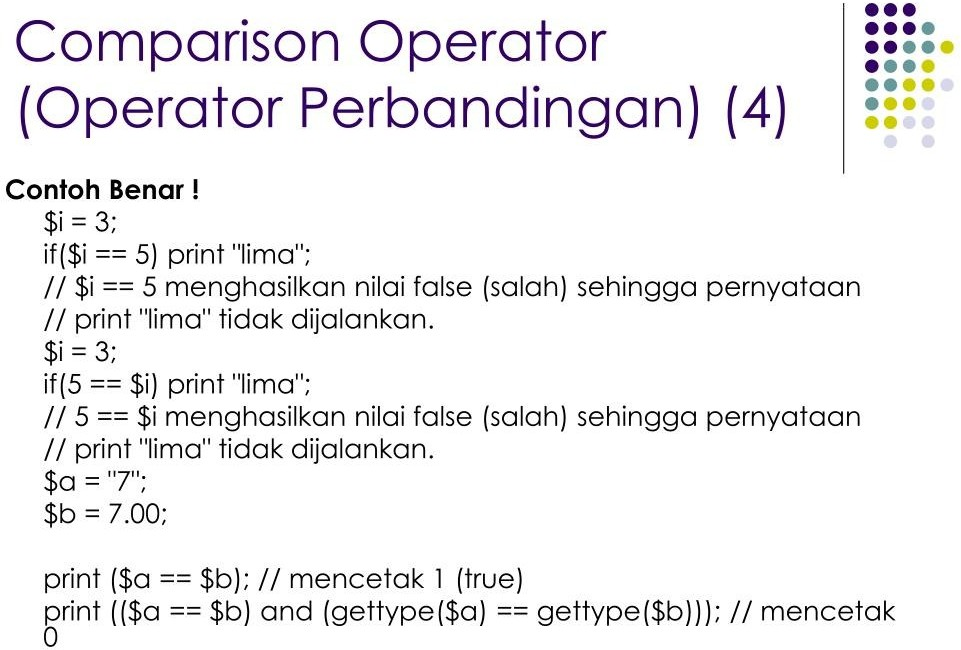 Comparison Operator
(Operator Perbandingan) (4)
Contoh Benar !
$i = 3;
if($i == 5) print "lima";
// $i == 5 menghasilkan nilai false (salah) sehingga pernyataan
// print "lima" tidak dijalankan.
$i = 3;
if(5 == $i) print "lima";
// 5 == $i menghasilkan nilai false (salah) sehingga pernyataan
// print "lima" tidak dijalankan.
$a = "7";
$b = 7.00;
print ($a == $b); // mencetak 1 (true)
print (($a == $b) and (gettype($a) == gettype($b))); // mencetak
0